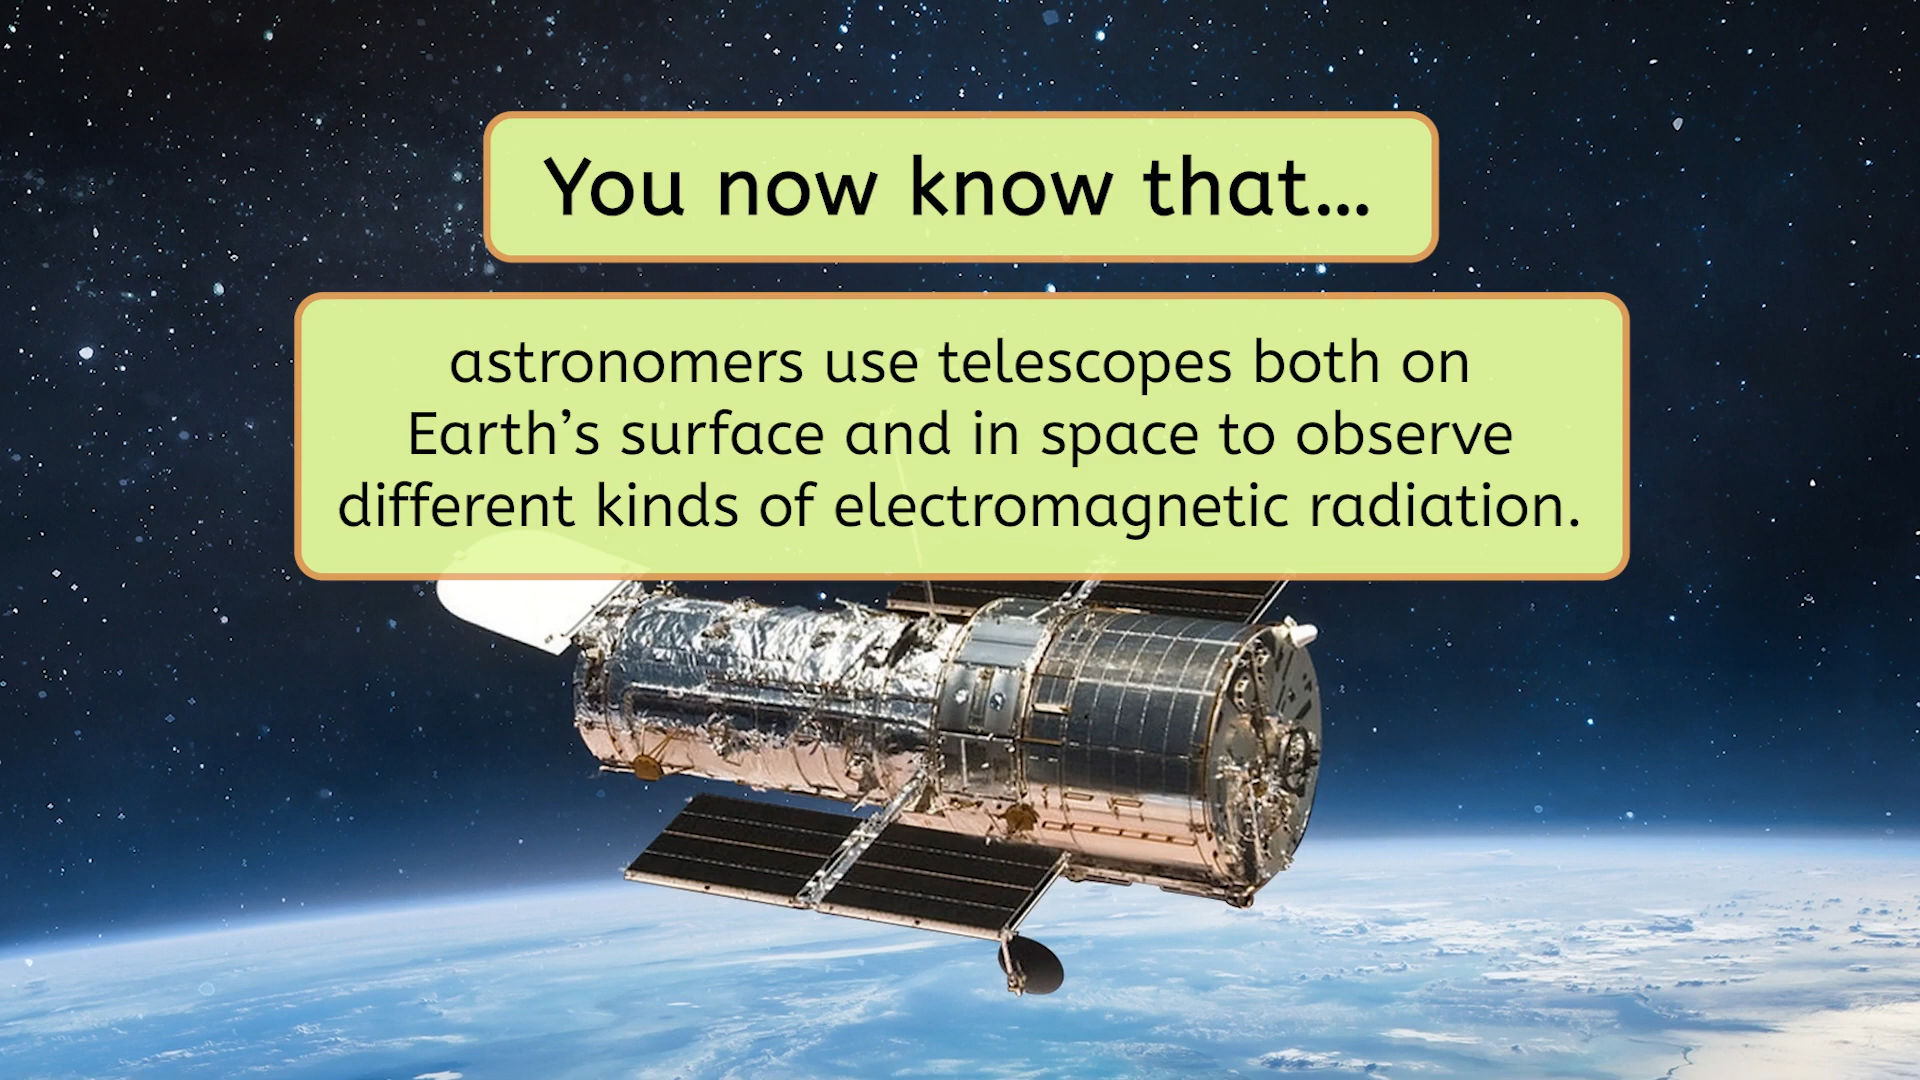 You now know that...
astronomers use telescopes both on
Earth’s surface and in space to observe
different kinds of electromagnetic radiation.